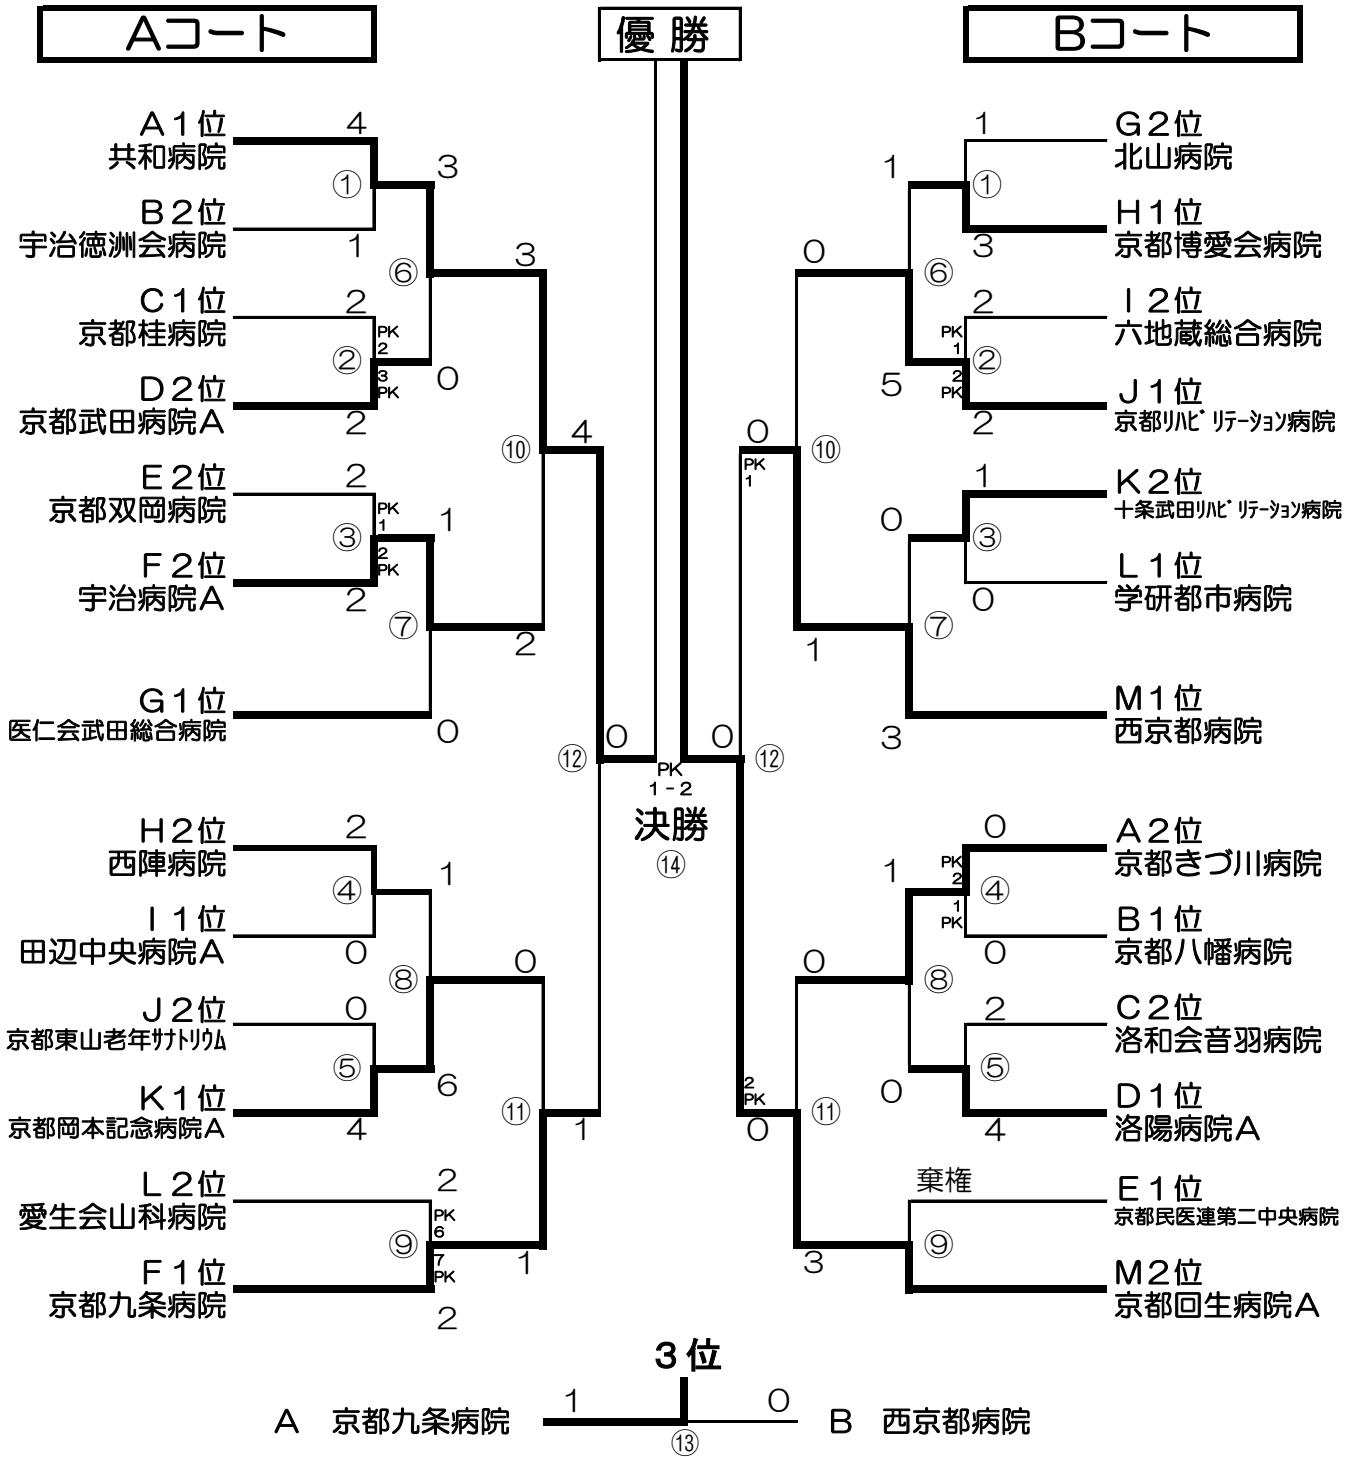 Aコート
優勝
Bコート
A1位
共和病院
4
①
B2位
宇治徳洲会病院
1
3
⑥
C1位
京都桂病院
2
PK
2
②
3
PK
D2位
京都武田病院A
2
0
3
⑩
E2位
京都双岡病院
2
PK
1
③
2
PK
F2位
宇治病院A
2
1
⑦
G1位
医仁会武田総合病院
0
2
4
⑫
0
H2位
西陣病院
2
④
I1位
田辺中央病院A
0
1
⑧
J2位
京都東山老年サナトリウム
0
⑤
K1位
京都岡本記念病院A
4
6
0
⑪
1
L2位
愛生会山科病院
2
PK
6
⑨
7
PK
F1位
京都九条病院
2
1
PK
1-2
決勝
⑭
G2位
北山病院
1
①
H1位
京都博愛会病院
3
1
⑥
I2位
六地蔵総合病院
2
PK
1
②
2
PK
J1位
京都リハビリテーション病院
2
5
0
⑩
K2位
十条武田リハビリテーション病院
1
③
L1位
学研都市病院
0
0
⑦
M1位
西京都病院
3
1
0
PK
1
0
⑫
A2位
京都きづ川病院
0
PK
2
④
1
PK
B1位
京都八幡病院
0
1
⑧
C2位
洛和会音羽病院
2
⑤
D1位
洛陽病院A
4
0
0
⑪
2
PK
0
E1位
京都民医連第二中央病院
棄権
⑨
M2位
京都回生病院A
3
3位
A 京都九条病院
1
0
B 西京都病院
⑬